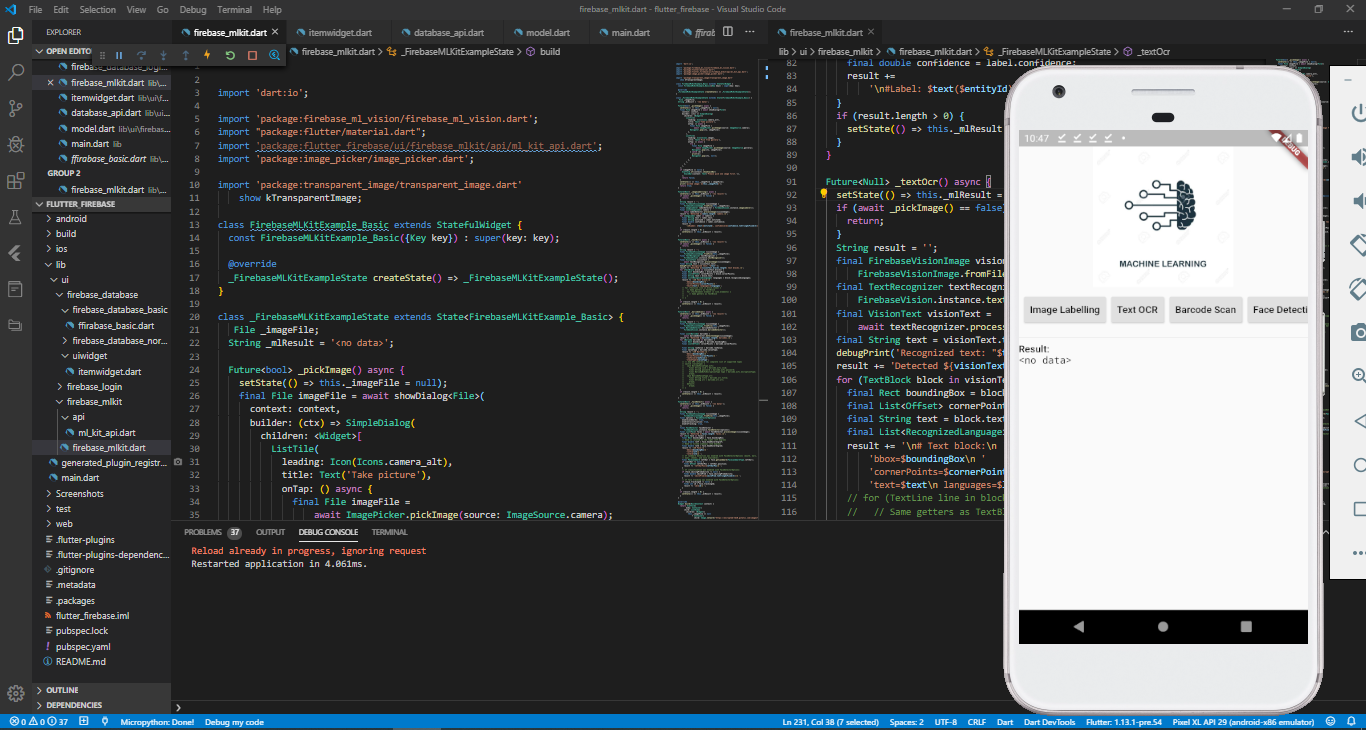 File Edit Selection View Go Debug Terminal Help
firebase_mlkit.dart - flutter_firebase - Visual Studio Code
EXPLORER
OPEN EDITO
firebase_mlkit.dart lib\...
itemwidget.dart lib\ui\f...
database_api.dart lib\ui...
model.dart lib\ui\firebas...
main.dart lib
ffirabase_basic.dart lib\...
GROUP 2
firebase_mlkit.dart lib\...
FLUTTER_FIREBASE
android
build
ios
lib
ui
firebase_database
firebase_database_basic
ffirabase_basic.dart
firebase_database_nor...
uiwidget
itemwidget.dart
firebase_login
firebase_mlkit
api
ml_kit_api.dart
firebase_mlkit.dart
generated_plugin_registr...
main.dart
Screenshots
test
web
.flutter-plugins
.flutter-plugins-dependenc...
.gitignore
.metadata
.packages
flutter_firebase.iml
pubspec.lock
pubspec.yaml
README.md
OUTLINE
DEPENDENCIES
firebase_mlkit.dart
itemwidget.dart
database_api.dart
model.dart
main.dart
ffirab
firebase_mlkit.dart > _FirebaseMLKitExampleState > build
2
3 import 'dart:io';
4
5 import 'package:firebase_ml_vision/firebase_ml_vision.dart';
6 import "package:flutter/material.dart";
7 import 'package:flutter_firebase/ui/firebase_mlkit/api/ml_kit_api.dart';
8 import 'package:image_picker/image_picker.dart';
9
10 import 'package:transparent_image/transparent_image.dart'
11 show kTransparentImage;
12
13 class FirebaseMLKitExample_Basic extends StatefulWidget {
14 const FirebaseMLKitExample_Basic({Key key}) : super(key: key);
15
16 @override
17 _FirebaseMLKitExampleState createState() => _FirebaseMLKitExampleState();
18 }
19
20 class _FirebaseMLKitExampleState extends State<FirebaseMLKitExample_Basic> {
21 File _imageFile;
22 String _mlResult = '<no data>';
23
24 Future<bool> _pickImage() async {
25 setState(() => this._imageFile = null);
26 final File imageFile = await showDialog<File>(
27 context: context,
28 builder: (ctx) => SimpleDialog(
29 children: <Widget>[
30 ListTile(
31 leading: Icon(Icons.camera_alt),
32 title: Text('Take picture'),
33 onTap: () async {
34 final File imageFile =
35 await ImagePicker.pickImage(source: ImageSource.camera);
firebase_mlkit.dart
lib > ui > firebase_mlkit > firebase_mlkit.dart > _FirebaseMLKitExampleState > _textOcr
82 final double confidence = label.confidence;
83 result +=
84 '\n#Label: $text($entityId)
85 }
86 if (result.length > 0) {
87 setState(() => this._mlResult
88 }
89 }
90
91 Future<Null> _textOcr() async {
92 setState(() => this._mlResult =
93 if (await _pickImage() == false)
94 return;
95 }
96 String result = '';
97 final FirebaseVisionImage vision
98 FirebaseVisionImage.fromFile
99 final TextRecognizer textRecogniz
100 FirebaseVision.instance.text
101 final VisionText visionText =
102 await textRecognizer.process
103 final String text = visionText.t
104 debugPrint('Recognized text: "$t
105 result += 'Detected ${visionTe
106 for (TextBlock block in visionTe
107 final Rect boundingBox = block
108 final List<Offset> cornerPoint
109 final String text = block.text
110 final List<RecognizedLanguage>
111 result += '\n# Text block:\n
112 'bbox=$boundingBox\n '
113 'cornerPoints=$cornerPoint
114 'text=$text\n languages=$l
115 // for (TextLine line in block
116 // // Same getters as TextBl
PROBLEMS 37 OUTPUT DEBUG CONSOLE TERMINAL
Reload already in progress, ignoring request
Restarted application in 4.061ms.
10:47
DEBUG
MACHINE LEARNING
Image Labelling
Text OCR
Barcode Scan
Face Detecti
Result:
<no data>
0 0 37 Micropython: Done! Debug my code
Ln 231, Col 38 (7 selected) Spaces: 2 UTF-8 CRLF Dart Dart DevTools Flutter: 1.13.1-pre.54 Pixel XL API 29 (android-x86 emulator)